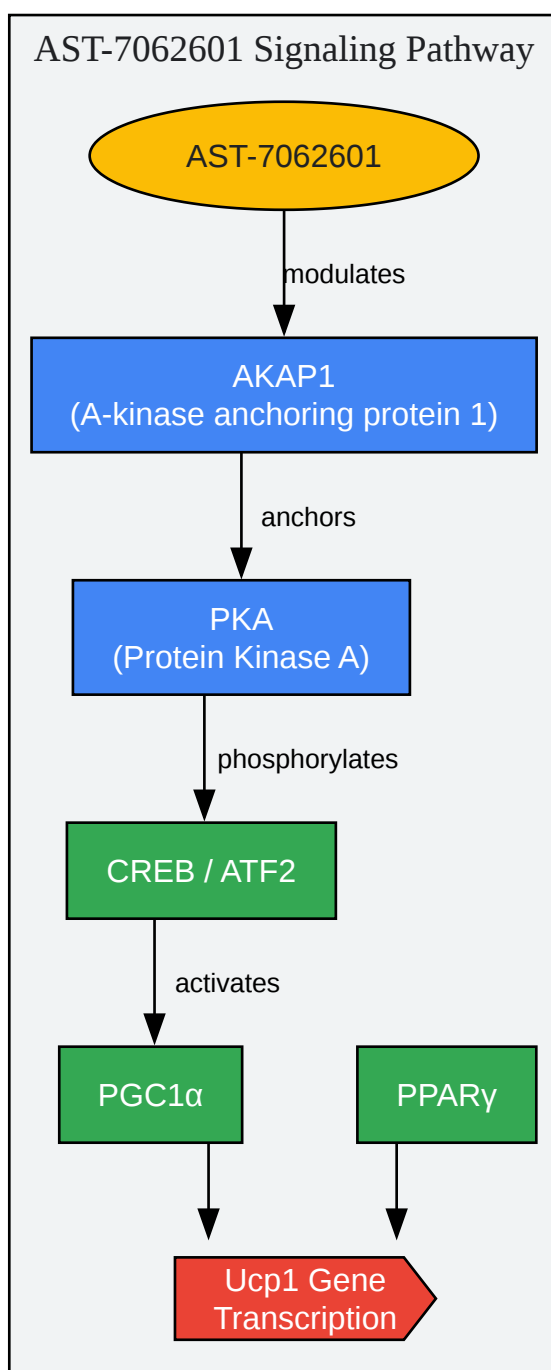 AST-7062601 Signaling Pathway
AST-7062601
modulates
AKAP1
(A-kinase anchoring protein 1)
anchors
PKA
(Protein Kinase A)
phosphorylates
CREB / ATF2
activates
PGC1α
PPARγ
Ucp1 Gene
Transcription